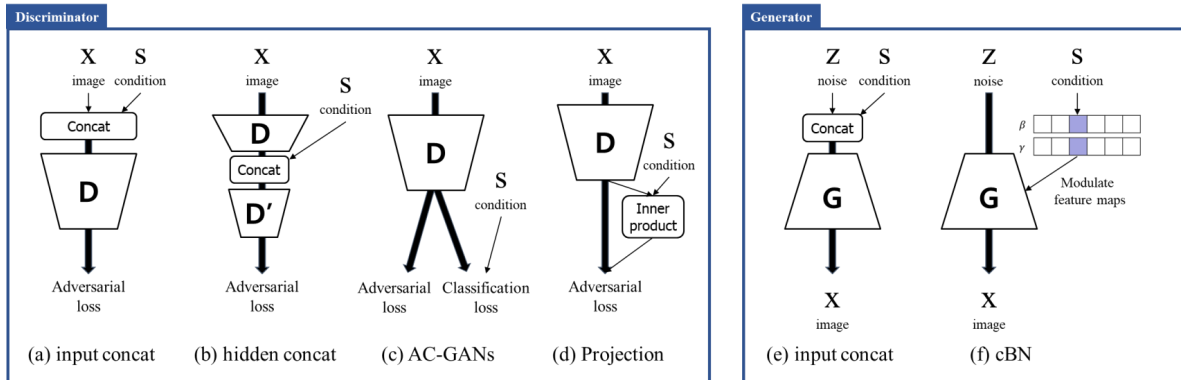 Discriminator
X
image
S
condition
Concat
D
Adversarial
loss
(a) input concat
X
image
S
condition
D
Concat
D'
Adversarial
loss
(b) hidden concat
X
image
D
S
condition
Adversarial
loss
Classification
loss
(c) AC-GANs
X
image
D
S
condition
Inner
product
Adversarial
loss
(d) Projection
Generator
Z
noise
S
condition
Concat
G
X
image
(e) input concat
Z
noise
S
condition
β
γ
G
Modulate
feature maps
X
image
(f) cBN